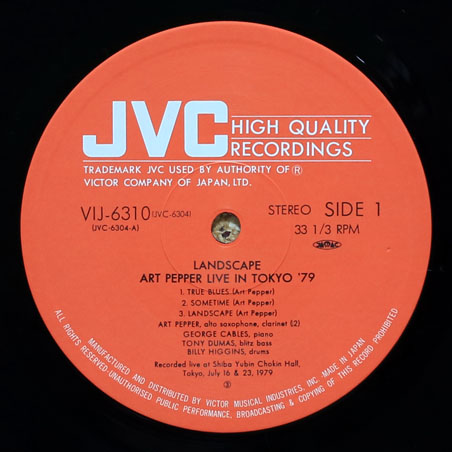 JVC HIGH QUALITY RECORDINGS
TRADEMARK JVC USED BY AUTHORITY OF Ⓡ
VICTOR COMPANY OF JAPAN, LTD.
VIJ-6310 (JVC-6304)
(JVC-6304-A)
STEREO SIDE 1
33 1/3 RPM
LANDSCAPE
ART PEPPER LIVE IN TOKYO '79
1. TRUE BLUES (Art Pepper)
2. SOMETIME (Art Pepper)
3. LANDSCAPE (Art Pepper)
ART PEPPER, alto saxophone, clarinet (2)
GEORGE CABLES, piano
TONY DUMAS, blitz bass
BILLY HIGGINS, drums
Recorded live at Shiba Yubin Chokin Hall,
Tokyo, July 16 & 23, 1979
MANUFACTURED AND DISTRIBUTED BY VICTOR MUSICAL INDUSTRIES, INC. MADE IN JAPAN
ALL RIGHTS RESERVED·UNAUTHORISED PUBLIC PERFORMANCE, BROADCASTING & COPYING OF THIS RECORD PROHIBITED